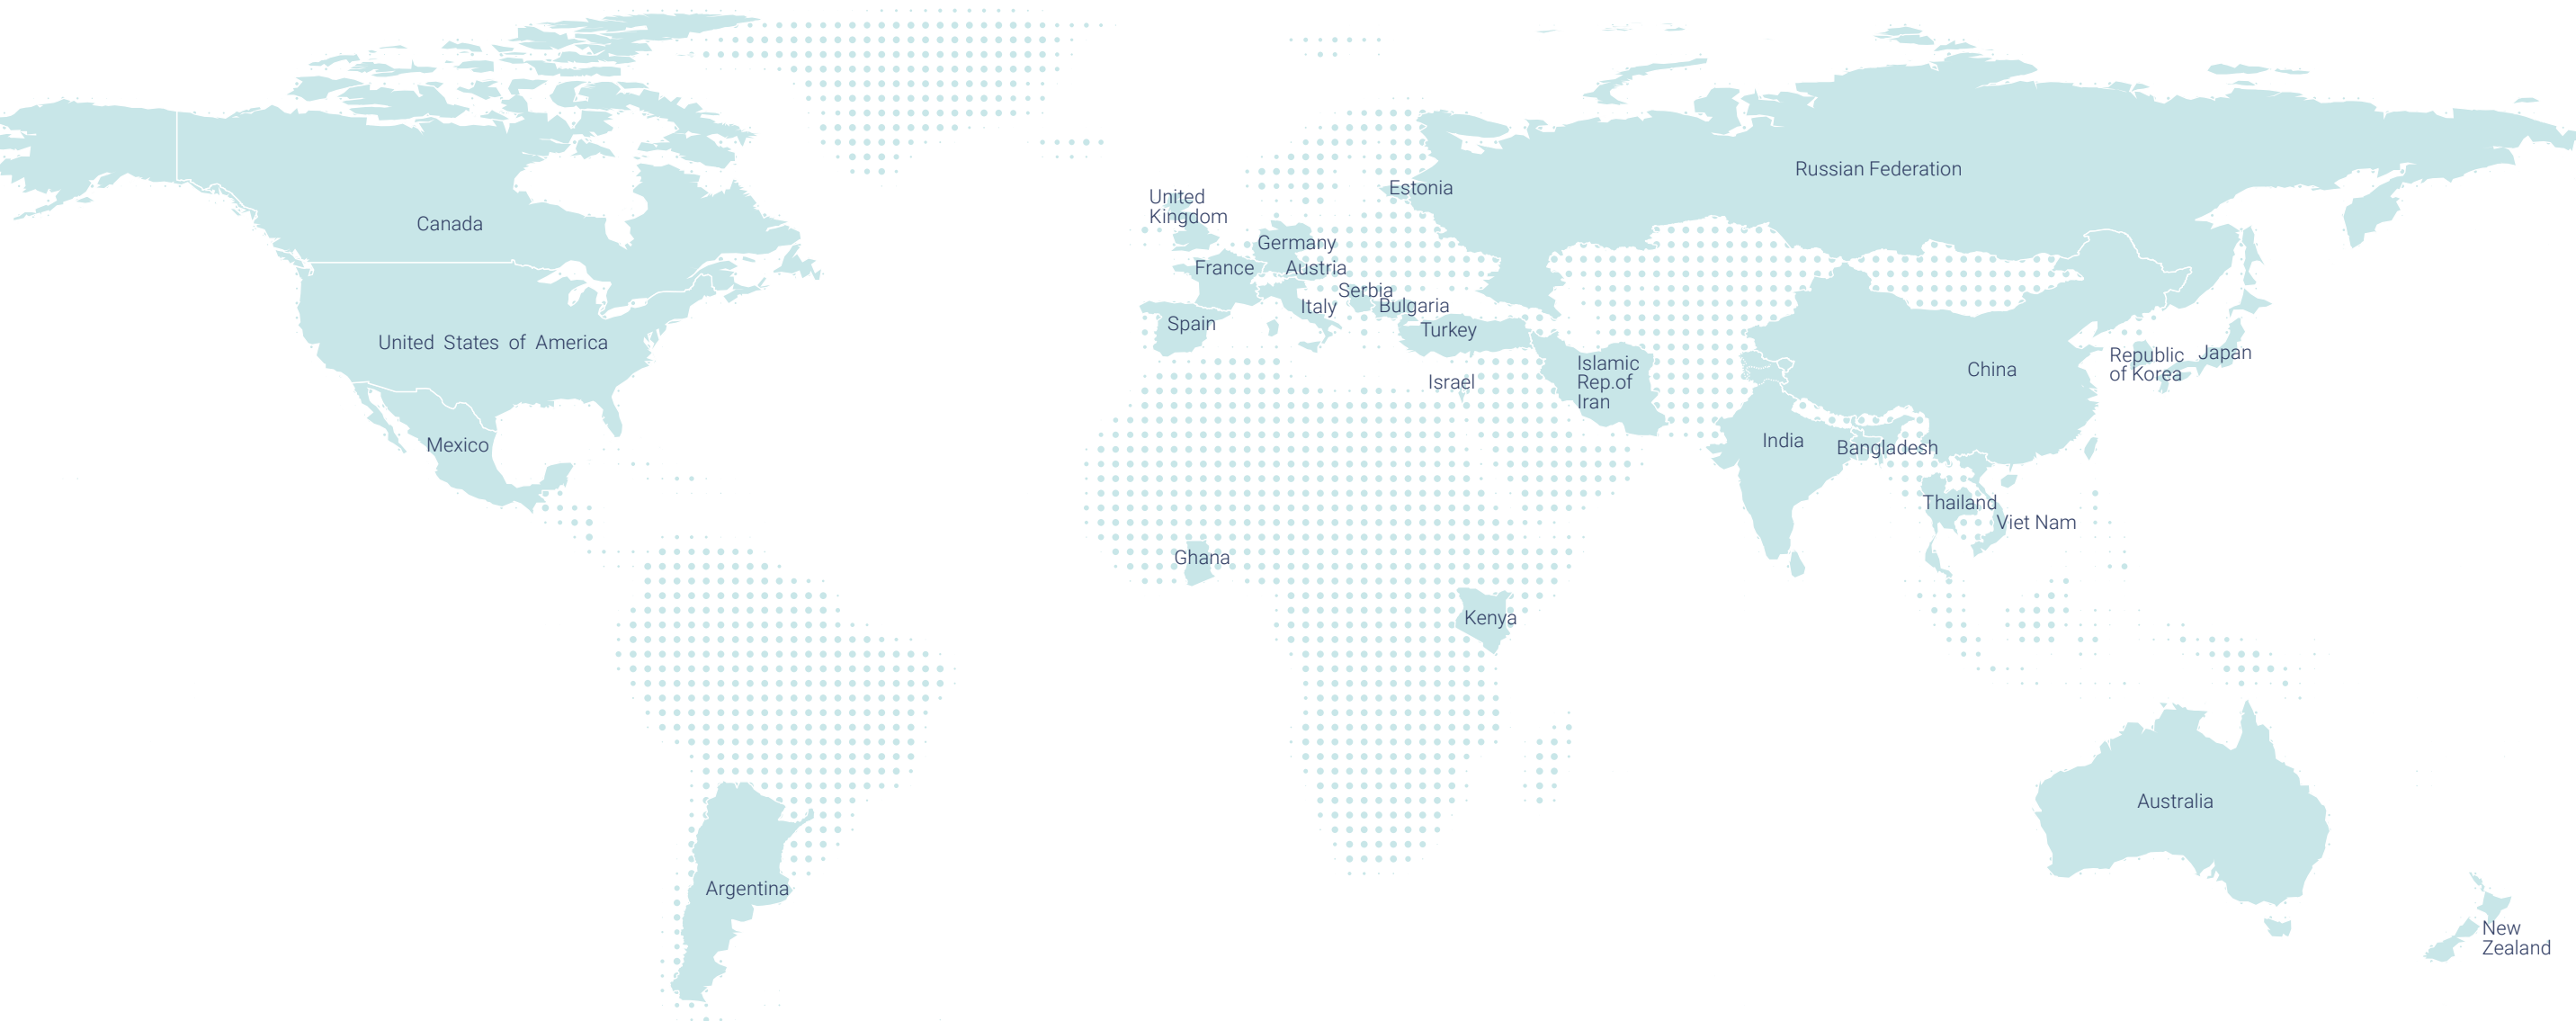 Russian Federation
Estonia
United
Kingdom
Canada
Germany
France
Austria
Serbia
Italy
Bulgaria
Spain
Turkey
United States of America
Islamic
Rep.of
Iran
Israel
China
Republic
of Korea
Japan
Mexico
India
Bangladesh
Thailand
Viet Nam
Ghana
Kenya
Australia
Argentina
New
Zealand